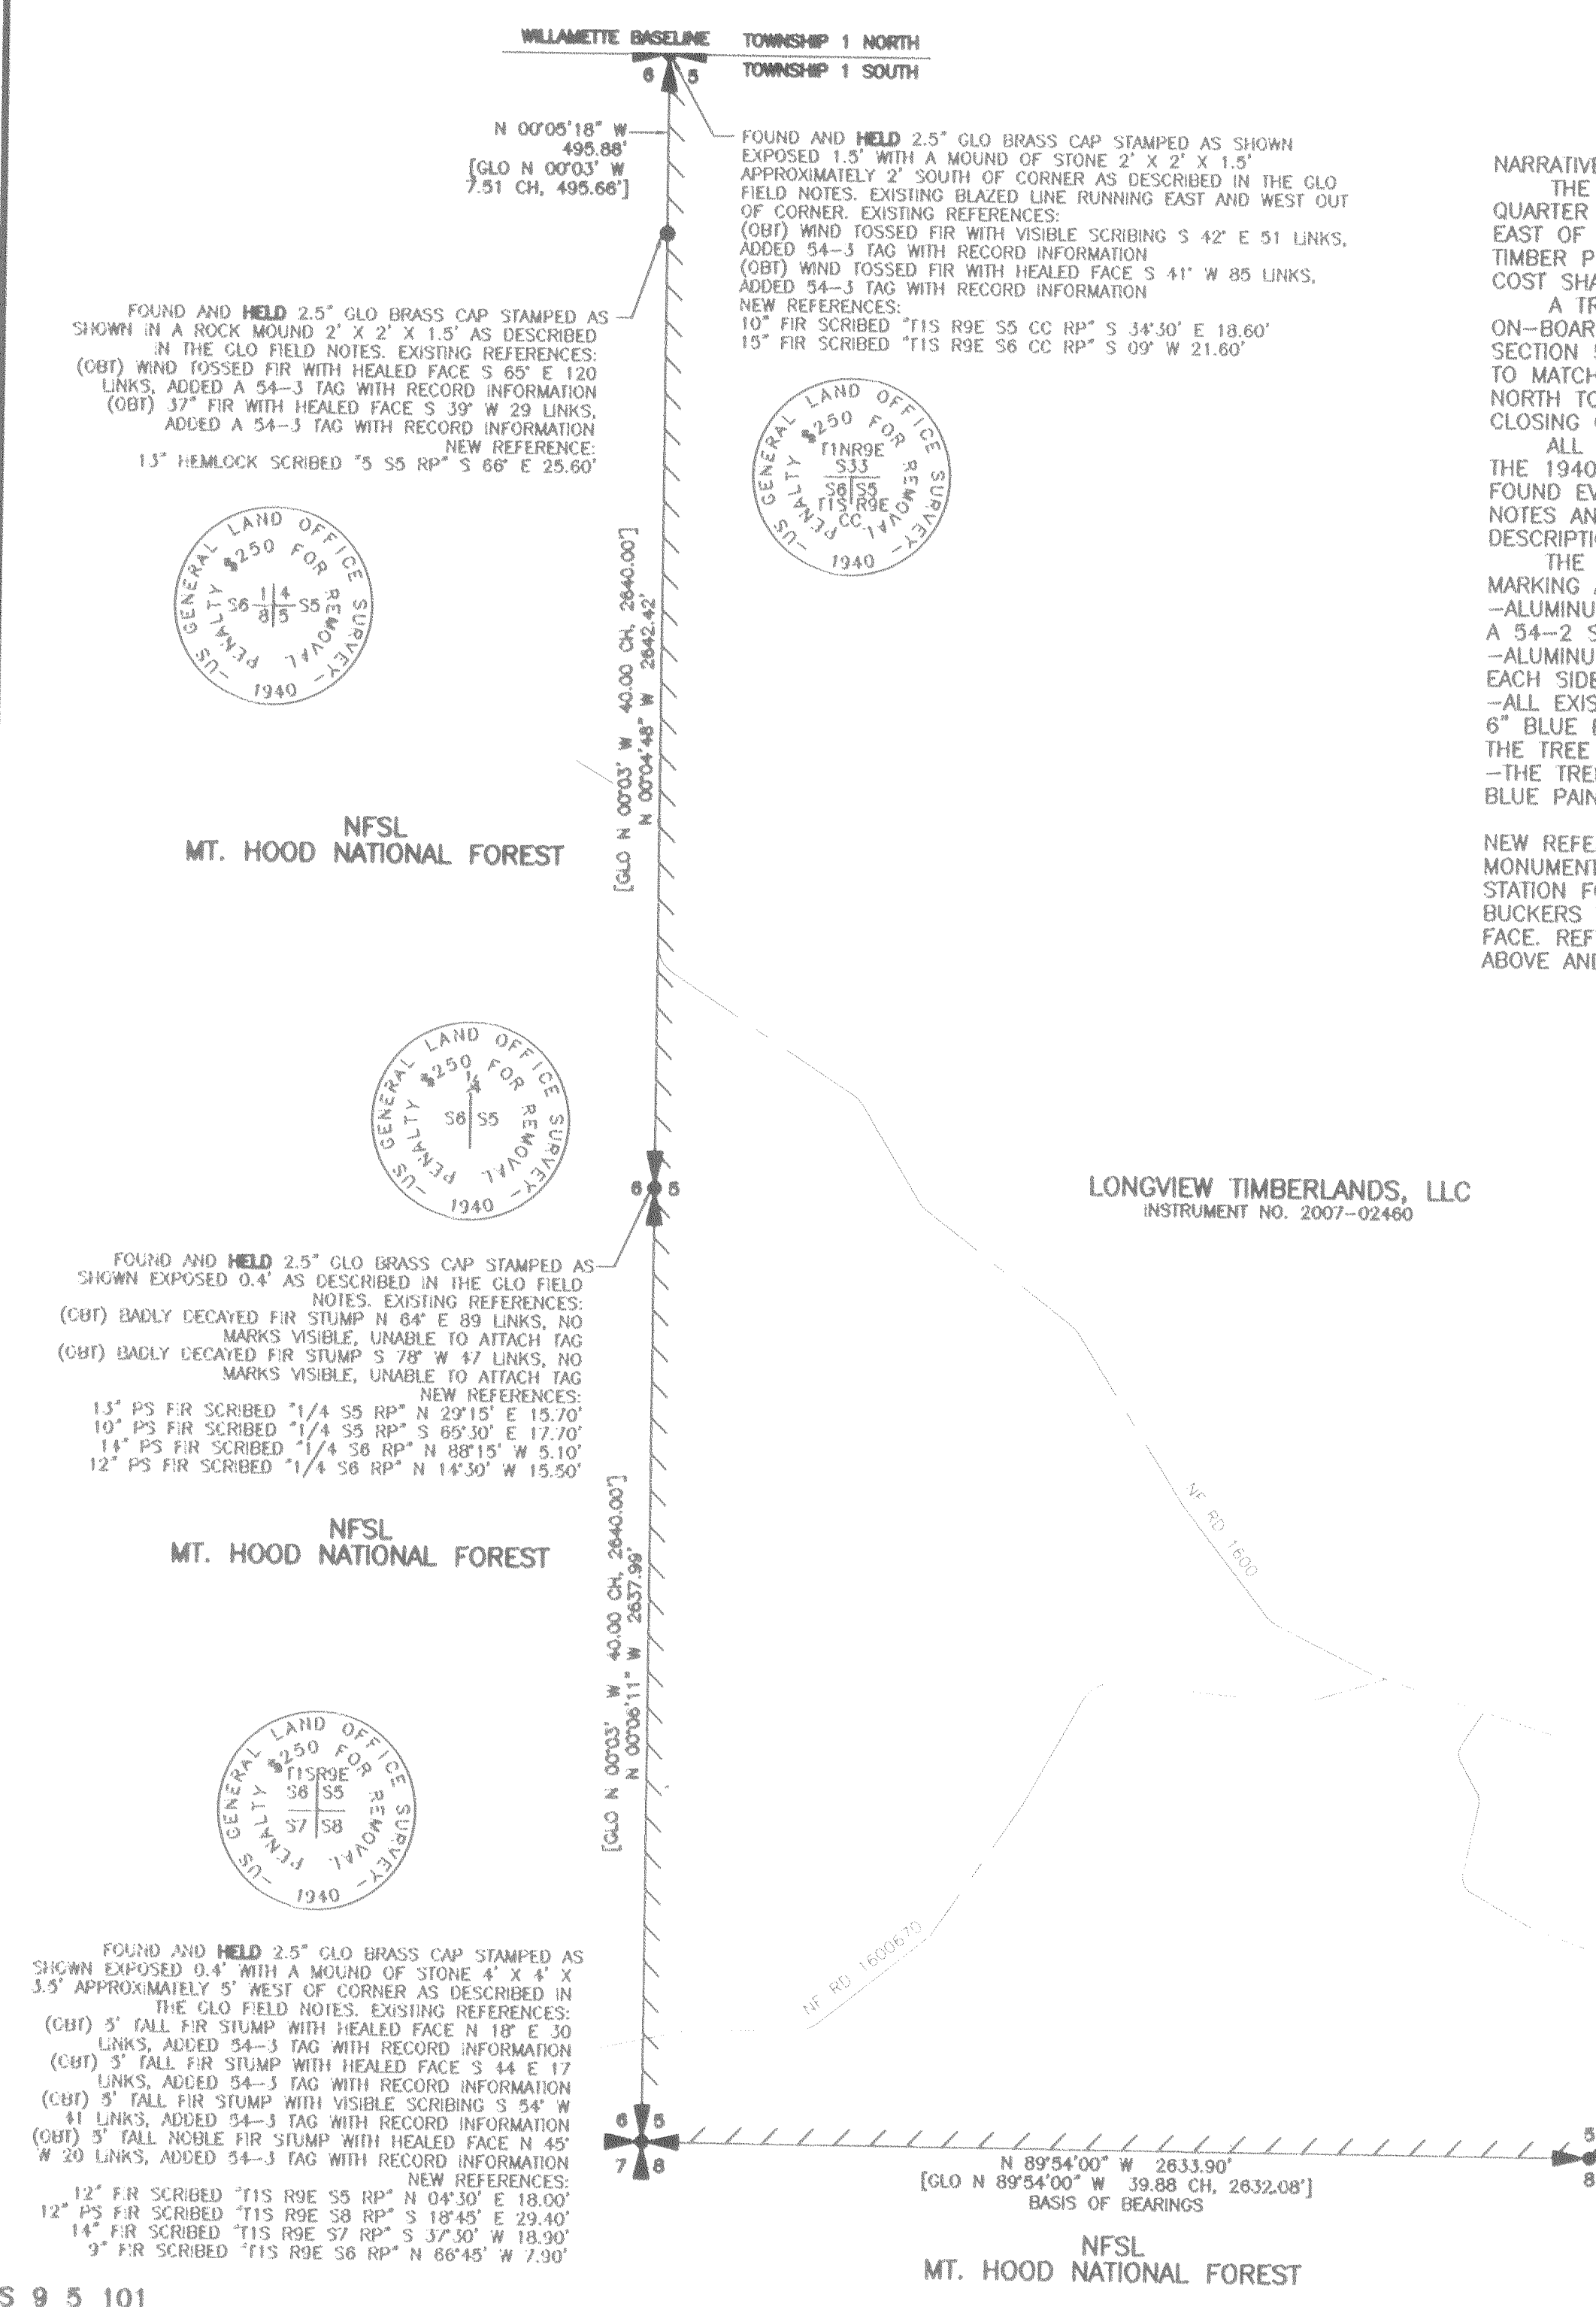 WILLAMETTE BASELINE TOWNSHIP 1 NORTH
TOWNSHIP 1 SOUTH
6 5
N 00°05'18" W
495.88'
[GLO N 00°03' W
7.51 CH, 495.66']
FOUND AND HELD 2.5" GLO BRASS CAP STAMPED AS SHOWN
EXPOSED 1.5' WITH A MOUND OF STONE 2' X 2' X 1.5'
APPROXIMATELY 2' SOUTH OF CORNER AS DESCRIBED IN THE GLO
FIELD NOTES. EXISTING BLAZED LINE RUNNING EAST AND WEST OUT
OF CORNER. EXISTING REFERENCES:
(OBT) WIND TOSSED FIR WITH VISIBLE SCRIBING S 42° E 51 LINKS,
ADDED 54-3 TAG WITH RECORD INFORMATION
(OBT) WIND TOSSED FIR WITH HEALED FACE S 41° W 85 LINKS,
ADDED 54-3 TAG WITH RECORD INFORMATION
NEW REFERENCES:
10" FIR SCRIBED "T1S R9E S5 CC RP" S 34°30' E 18.60'
15" FIR SCRIBED "T1S R9E S6 CC RP" S 09° W 21.60'
FOUND AND HELD 2.5" GLO BRASS CAP STAMPED AS
SHOWN IN A ROCK MOUND 2' X 2' X 1.5' AS DESCRIBED
IN THE GLO FIELD NOTES. EXISTING REFERENCES:
(OBT) WIND TOSSED FIR WITH HEALED FACE S 65° E 120
LINKS, ADDED A 54-3 TAG WITH RECORD INFORMATION
(OBT) 37" FIR WITH HEALED FACE S 39° W 29 LINKS,
ADDED A 54-3 TAG WITH RECORD INFORMATION
NEW REFERENCE:
13" HEMLOCK SCRIBED "5 S5 RP" S 66° E 25.60'
-US GENERAL LAND OFFICE SURVEY-
PENALTY $250 FOR REMOVAL
T1NR9E
S33
S6 S5
T1S R9E
CC
1940
-US GENERAL LAND OFFICE SURVEY-
PENALTY $250 FOR REMOVAL
1 4
S6 S5
8 5
1940
[GLO N 00°03' W 40.00 CH, 2640.00']
N 00°04'48" W 2642.42'
NFSL
MT. HOOD NATIONAL FOREST
-US GENERAL LAND OFFICE SURVEY-
PENALTY $250 FOR REMOVAL
1/4
S6 S5
1940
6 5
LONGVIEW TIMBERLANDS, LLC
INSTRUMENT NO. 2007-02460
FOUND AND HELD 2.5" GLO BRASS CAP STAMPED AS
SHOWN EXPOSED 0.4' AS DESCRIBED IN THE GLO FIELD
NOTES. EXISTING REFERENCES:
(OBT) BADLY DECAYED FIR STUMP N 64° E 89 LINKS, NO
MARKS VISIBLE, UNABLE TO ATTACH TAG
(OBT) BADLY DECAYED FIR STUMP S 78° W 47 LINKS, NO
MARKS VISIBLE, UNABLE TO ATTACH TAG
NEW REFERENCES:
13" PS FIR SCRIBED "1/4 S5 RP" N 29°15' E 15.70'
10" PS FIR SCRIBED "1/4 S5 RP" S 65°30' E 17.70'
14" PS FIR SCRIBED "1/4 S6 RP" N 88°15' W 5.10'
12" PS FIR SCRIBED "1/4 S6 RP" N 14°30' W 15.50'
NF RD 1600
NFSL
MT. HOOD NATIONAL FOREST
[GLO N 00°03' W 40.00 CH, 2640.00']
N 00°06'11" W 2637.99'
-US GENERAL LAND OFFICE SURVEY-
PENALTY $250 FOR REMOVAL
T1SR9E
S6 S5
S7 S8
1940
NF RD 1600670
FOUND AND HELD 2.5" GLO BRASS CAP STAMPED AS
SHOWN EXPOSED 0.4' WITH A MOUND OF STONE 4' X 4' X
3.5' APPROXIMATELY 5' WEST OF CORNER AS DESCRIBED IN
THE GLO FIELD NOTES. EXISTING REFERENCES:
(OBT) 5' TALL FIR STUMP WITH HEALED FACE N 18° E 30
LINKS, ADDED 54-3 TAG WITH RECORD INFORMATION
(OBT) 5' TALL FIR STUMP WITH HEALED FACE S 44 E 17
LINKS, ADDED 54-3 TAG WITH RECORD INFORMATION
(OBT) 5' TALL FIR STUMP WITH VISIBLE SCRIBING S 54° W
41 LINKS, ADDED 54-3 TAG WITH RECORD INFORMATION
(OBT) 5' TALL NOBLE FIR STUMP WITH HEALED FACE N 45°
W 20 LINKS, ADDED 54-3 TAG WITH RECORD INFORMATION
NEW REFERENCES:
12" FIR SCRIBED "T1S R9E S5 RP" N 04°30' E 18.00'
12" PS FIR SCRIBED "T1S R9E S8 RP" S 18°45' E 29.40'
14" FIR SCRIBED "T1S R9E S7 RP" S 37°30' W 18.90'
9" FIR SCRIBED "T1S R9E S6 RP" N 66°45' W 7.90'
6 5
7 8
N 89°54'00" W 2633.90'
[GLO N 89°54'00" W 39.88 CH, 2632.08']
BASIS OF BEARINGS
5
8
NFSL
MT. HOOD NATIONAL FOREST
S 9 5 101
NARRATIVE
THE
QUARTER
EAST OF
TIMBER P
COST SHA
A TR
ON-BOAR
SECTION 5
TO MATCH
NORTH TO
CLOSING
ALL
THE 1940
FOUND EV
NOTES AN
DESCRIPTI
THE
MARKING
-ALUMINU
A 54-2 S
-ALUMINU
EACH SIDE
-ALL EXIS
6" BLUE
THE TREE
-THE TRE
BLUE PAIN
NEW REFE
MONUMENT
STATION FO
BUCKERS
FACE. REF
ABOVE AND